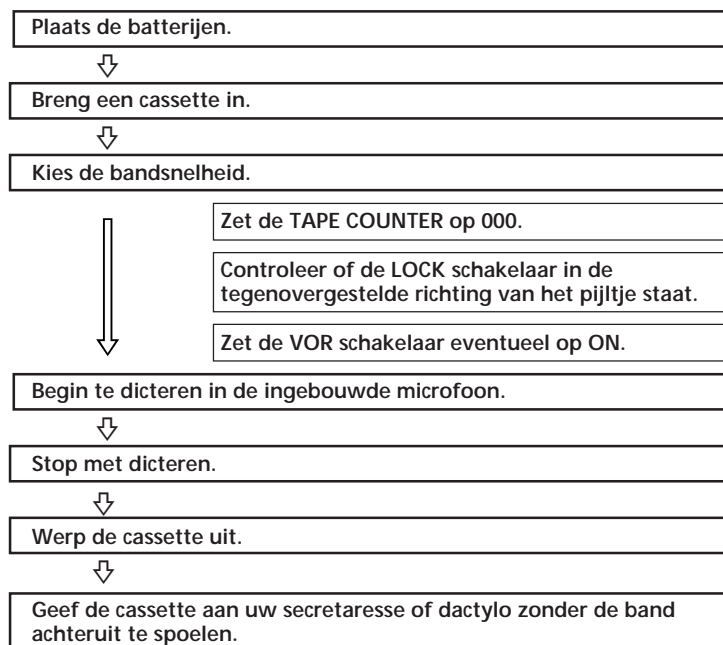 Plaats de batterijen.
Breng een cassette in.
Kies de bandsnelheid.
Zet de TAPE COUNTER op 000.
Controleer of de LOCK schakelaar in de
tegenovergestelde richting van het pijltje staat.
Zet de VOR schakelaar eventueel op ON.
Begin te dicteren in de ingebouwde microfoon.
Stop met dicteren.
Werp de cassette uit.
Geef de cassette aan uw secretaresse of dactylo zonder de band
achteruit te spoelen.